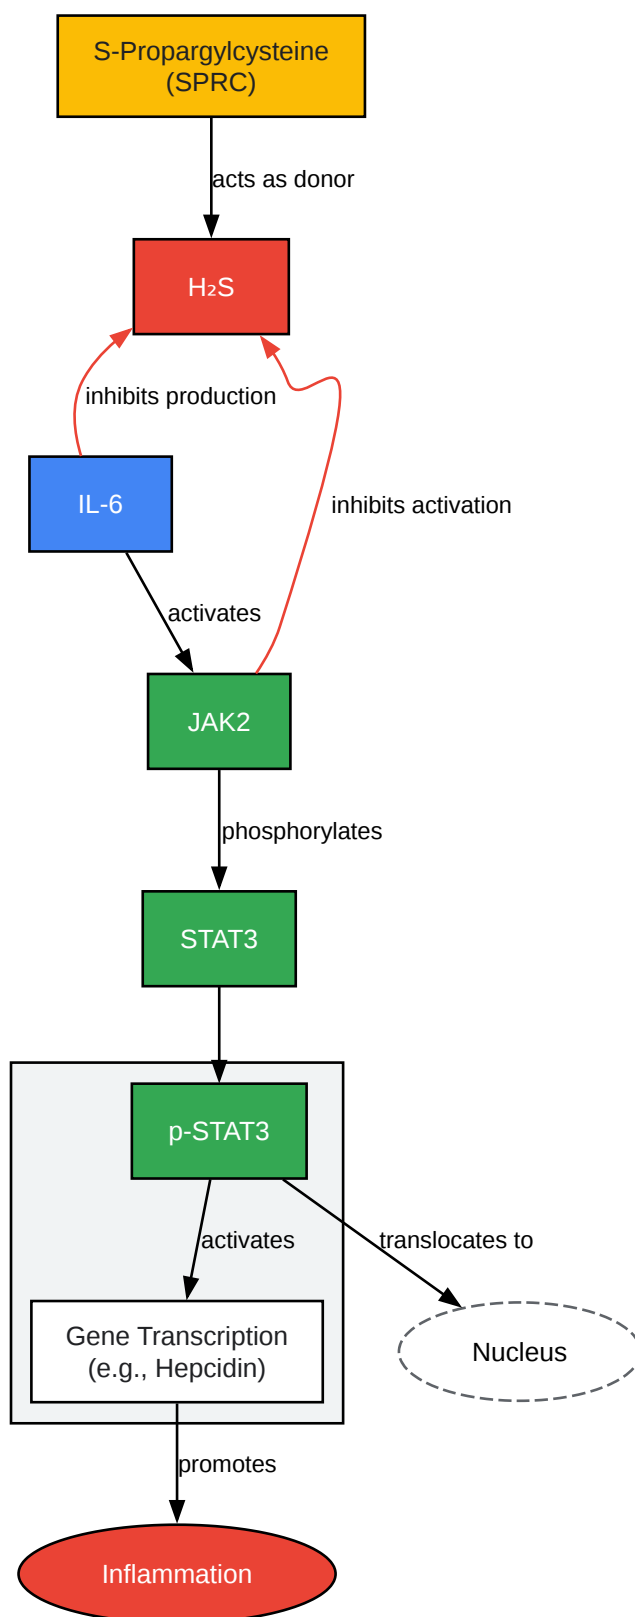 S-Propargylcysteine
(SPRC)
acts as donor
H₂S
inhibits production
IL-6
inhibits activation
activates
JAK2
phosphorylates
STAT3
p-STAT3
activates
translocates to
Gene Transcription
(e.g., Hepcidin)
Nucleus
promotes
Inflammation